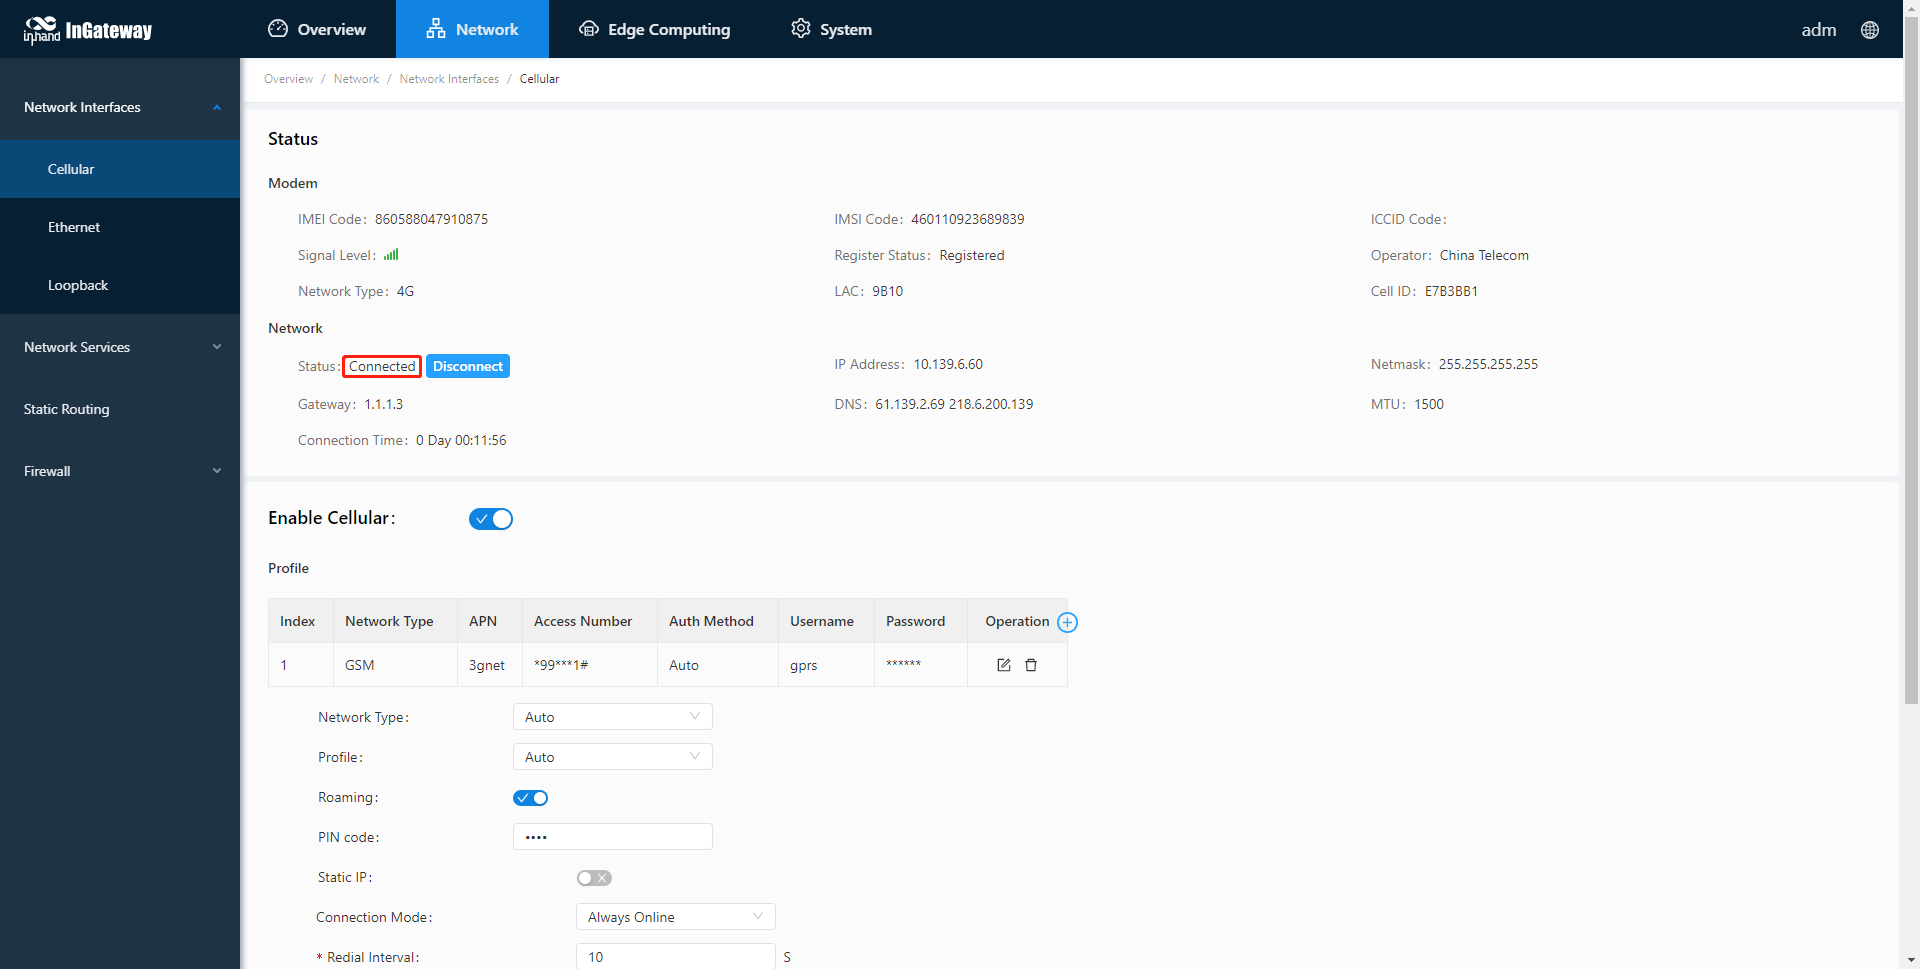 inhand InGateway
Overview
Network
Edge Computing
System
adm
Network Interfaces
Cellular
Ethernet
Loopback
Network Services
Static Routing
Firewall
Overview / Network / Network Interfaces / Cellular
Status
Modem
IMEI Code: 860588047910875
IMSI Code: 460110923689839
ICCID Code:
Signal Level:
Register Status: Registered
Operator: China Telecom
Network Type: 4G
LAC: 9B10
Cell ID: E7B3BB1
Network
Status: Connected Disconnect
IP Address: 10.139.6.60
Netmask: 255.255.255.255
Gateway: 1.1.1.3
DNS: 61.139.2.69 218.6.200.139
MTU: 1500
Connection Time: 0 Day 00:11:56
Enable Cellular:
Profile
Index Network Type APN Access Number Auth Method Username Password Operation
1 GSM 3gnet *99***1# Auto gprs ******
Network Type: Auto
Profile: Auto
Roaming:
PIN code: ••••
Static IP:
Connection Mode: Always Online
* Redial Interval: 10 S